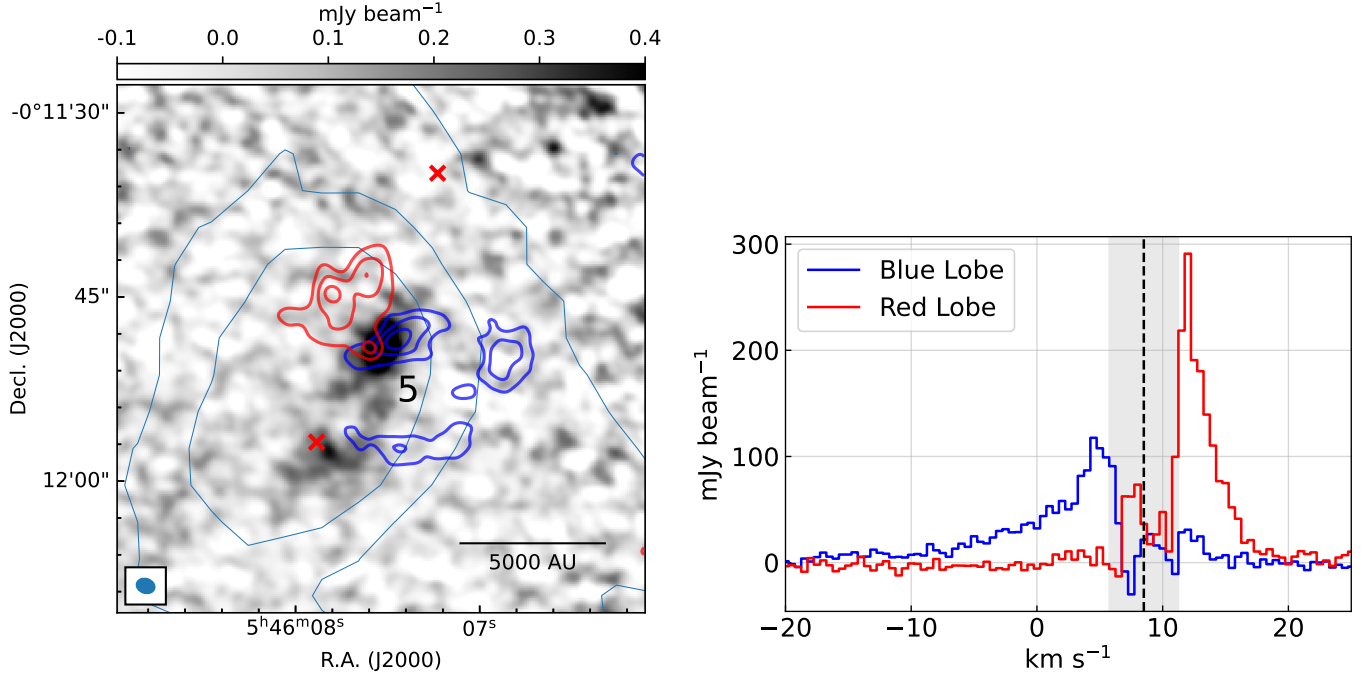 mJy beam⁻¹
-0.1 0.0 0.1 0.2 0.3 0.4
-0°11'30"
45"
12'00"
Decl. (J2000)
5
5000 AU
5ʰ46ᵐ08ˢ 07ˢ
R.A. (J2000)
300
200
100
0
mJy beam⁻¹
Blue Lobe
Red Lobe
−20 −10 0 10 20
km s⁻¹